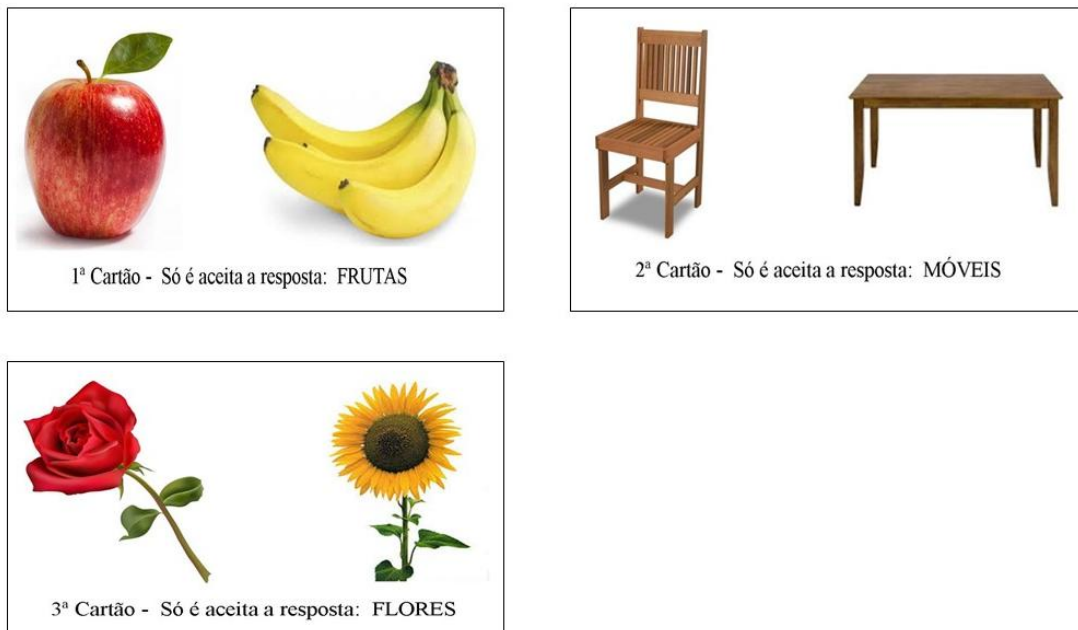 1ª Cartão - Só é aceita a resposta: FRUTAS
2ª Cartão - Só é aceita a resposta: MÓVEIS
3ª Cartão - Só é aceita a resposta: FLORES